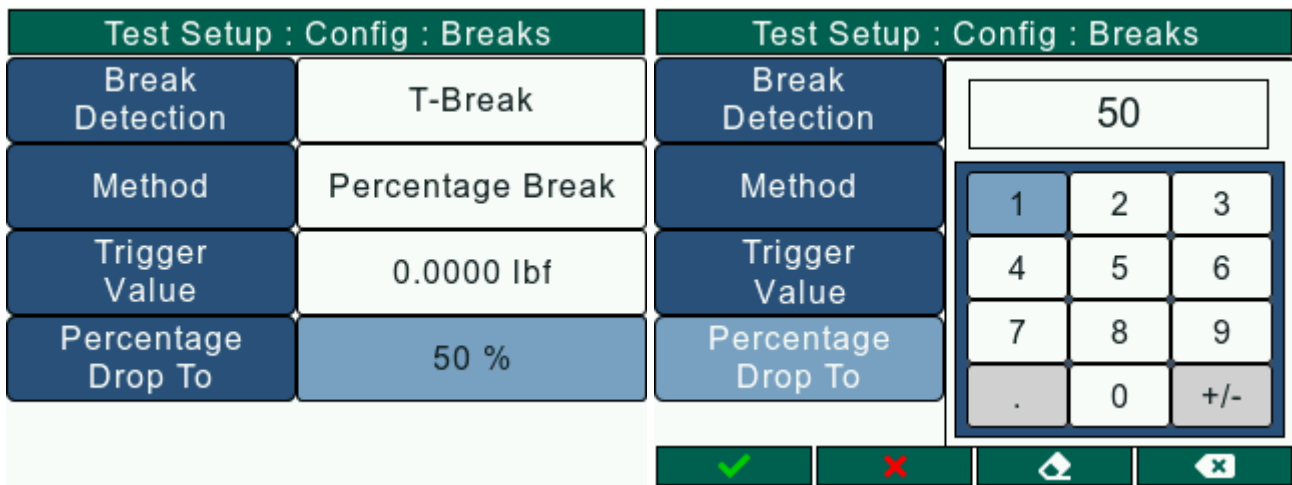 Test Setup : Config : Breaks
Break
Detection
T-Break
Method
Percentage Break
Trigger
Value
0.0000 lbf
Percentage
Drop To
50 %
Test Setup : Config : Breaks
Break
Detection
Method
Trigger
Value
Percentage
Drop To
50
1 2 3
4 5 6
7 8 9
. 0 +/-